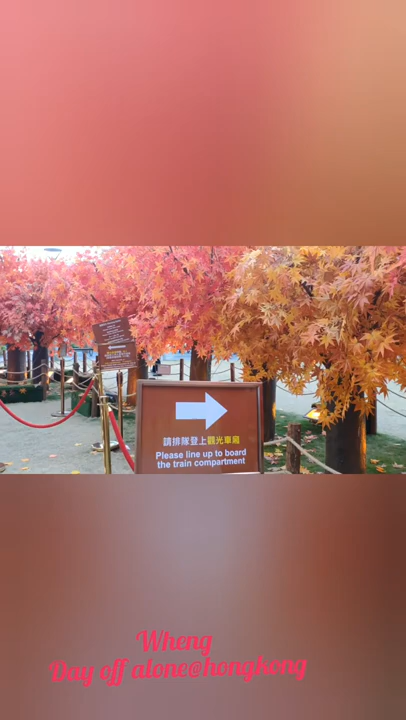 請排隊登上觀光車廂
Please line up to board
the train compartment
Wheng
Day off alone@hongkong